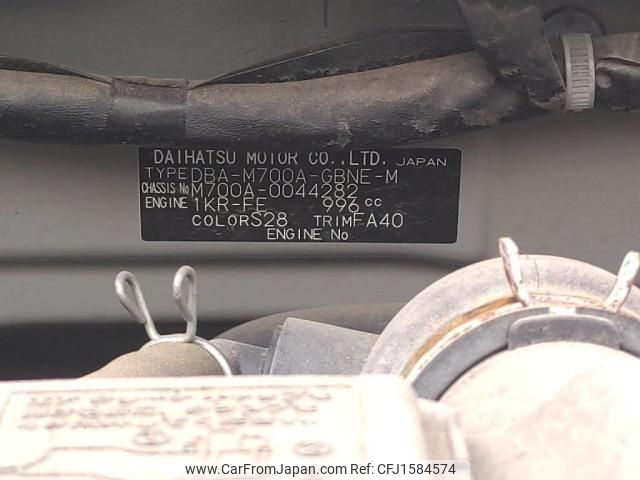 DAIHATSU MOTOR CO.,LTD. JAPAN
TYPE DBA-M700A-GBNE-M
CHASSIS No M700A-0044282
ENGINE 1KR-FE 996 cc
COLOR S28 TRIM FA40
ENGINE No
www.CarFromJapan.com - CFJ1584574